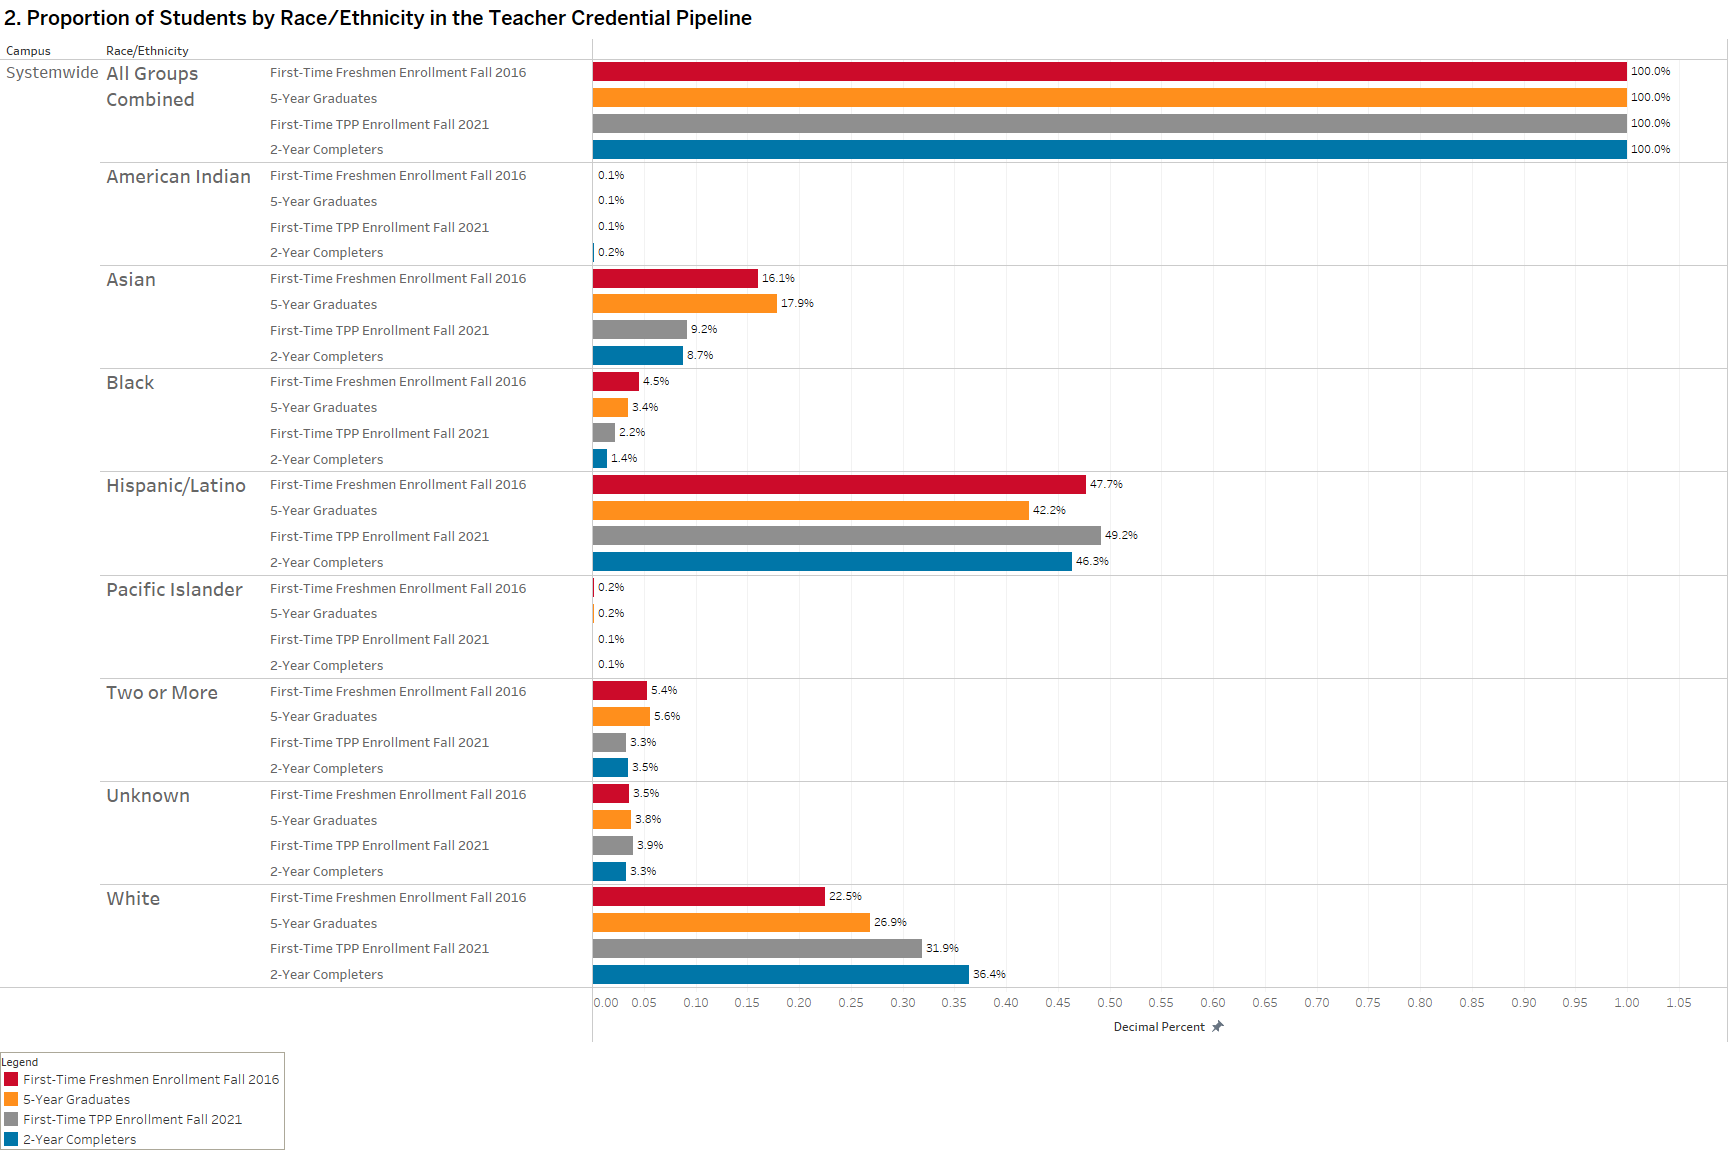 2. Proportion of Students by Race/Ethnicity in the Teacher Credential Pipeline
Campus Race/Ethnicity
Systemwide All Groups Combined First-Time Freshmen Enrollment Fall 2016 100.0%
5-Year Graduates 100.0%
First-Time TPP Enrollment Fall 2021 100.0%
2-Year Completers 100.0%
American Indian First-Time Freshmen Enrollment Fall 2016 0.1%
5-Year Graduates 0.1%
First-Time TPP Enrollment Fall 2021 0.1%
2-Year Completers 0.2%
Asian First-Time Freshmen Enrollment Fall 2016 16.1%
5-Year Graduates 17.9%
First-Time TPP Enrollment Fall 2021 9.2%
2-Year Completers 8.7%
Black First-Time Freshmen Enrollment Fall 2016 4.5%
5-Year Graduates 3.4%
First-Time TPP Enrollment Fall 2021 2.2%
2-Year Completers 1.4%
Hispanic/Latino First-Time Freshmen Enrollment Fall 2016 47.7%
5-Year Graduates 42.2%
First-Time TPP Enrollment Fall 2021 49.2%
2-Year Completers 46.3%
Pacific Islander First-Time Freshmen Enrollment Fall 2016 0.2%
5-Year Graduates 0.2%
First-Time TPP Enrollment Fall 2021 0.1%
2-Year Completers 0.1%
Two or More First-Time Freshmen Enrollment Fall 2016 5.4%
5-Year Graduates 5.6%
First-Time TPP Enrollment Fall 2021 3.3%
2-Year Completers 3.5%
Unknown First-Time Freshmen Enrollment Fall 2016 3.5%
5-Year Graduates 3.8%
First-Time TPP Enrollment Fall 2021 3.9%
2-Year Completers 3.3%
White First-Time Freshmen Enrollment Fall 2016 22.5%
5-Year Graduates 26.9%
First-Time TPP Enrollment Fall 2021 31.9%
2-Year Completers 36.4%
0.00 0.05 0.10 0.15 0.20 0.25 0.30 0.35 0.40 0.45 0.50 0.55 0.60 0.65 0.70 0.75 0.80 0.85 0.90 0.95 1.00 1.05
Decimal Percent
Legend
First-Time Freshmen Enrollment Fall 2016
5-Year Graduates
First-Time TPP Enrollment Fall 2021
2-Year Completers